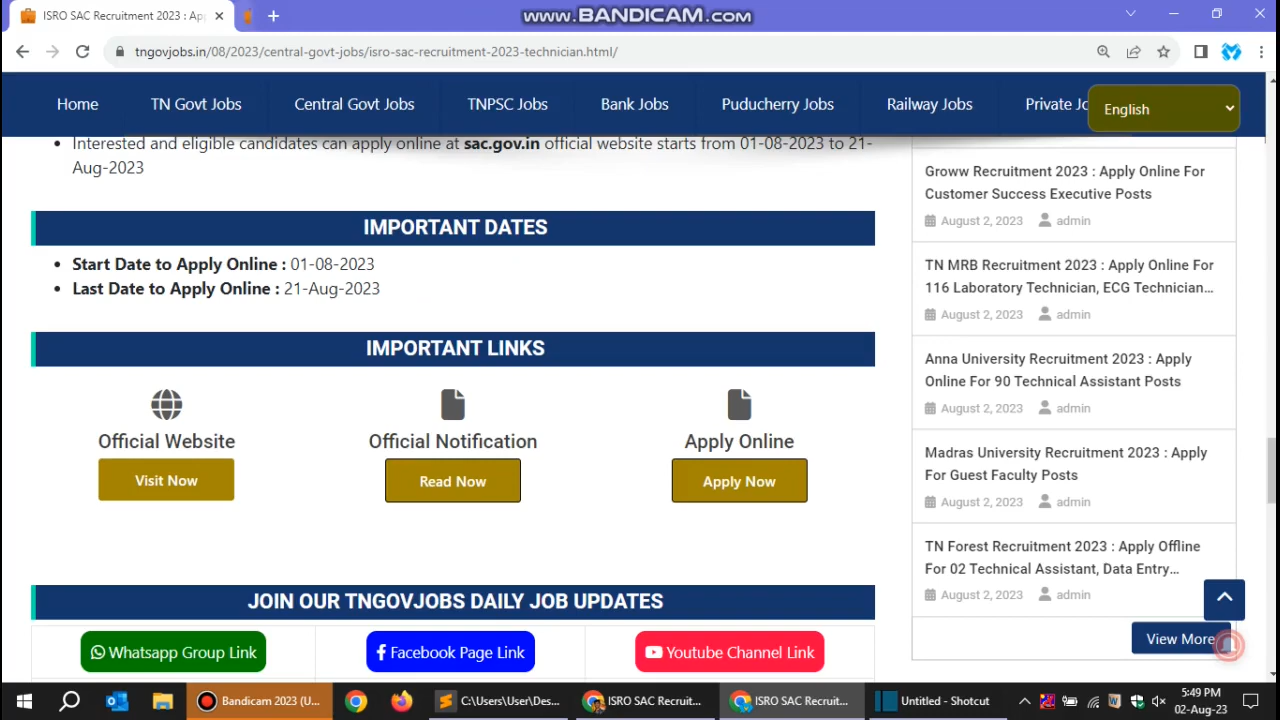 ISRO SAC Recruitment 2023 : Ap
www.BANDICAM.com
tngovjobs.in/08/2023/central-govt-jobs/isro-sac-recruitment-2023-technician.html/
Home TN Govt Jobs Central Govt Jobs TNPSC Jobs Bank Jobs Puducherry Jobs Railway Jobs Private Jo
English
Interested and eligible candidates can apply online at sac.gov.in official website starts from 01-08-2023 to 21-
Aug-2023
IMPORTANT DATES
Start Date to Apply Online : 01-08-2023
Last Date to Apply Online : 21-Aug-2023
IMPORTANT LINKS
Official Website Official Notification Apply Online
Visit Now Read Now Apply Now
JOIN OUR TNGOVJOBS DAILY JOB UPDATES
Whatsapp Group Link Facebook Page Link Youtube Channel Link
Groww Recruitment 2023 : Apply Online For
Customer Success Executive Posts
August 2, 2023 admin
TN MRB Recruitment 2023 : Apply Online For
116 Laboratory Technician, ECG Technician...
August 2, 2023 admin
Anna University Recruitment 2023 : Apply
Online For 90 Technical Assistant Posts
August 2, 2023 admin
Madras University Recruitment 2023 : Apply
For Guest Faculty Posts
August 2, 2023 admin
TN Forest Recruitment 2023 : Apply Offline
For 02 Technical Assistant, Data Entry...
August 2, 2023 admin
View More
Bandicam 2023 (U... C:\Users\User\Des... ISRO SAC Recruit... ISRO SAC Recruit... Untitled - Shotcut
5:49 PM
02-Aug-23